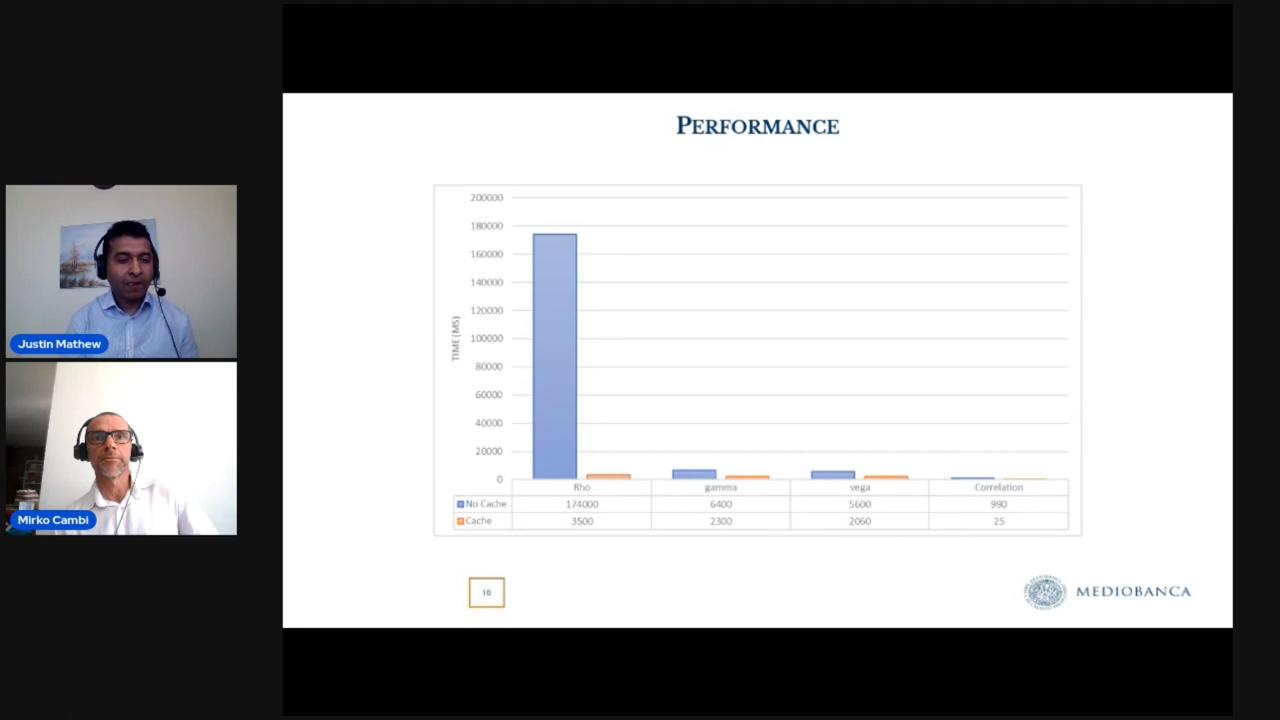 PERFORMANCE
200000
180000
160000
140000
120000
100000
80000
60000
40000
20000
0
TIME (MS)
Rho gamma vega Correlation
No Cache 174000 6400 5600 990
Cache 3500 2300 2060 25
18
MEDIOBANCA
Justin Mathew
Mirko Cambi